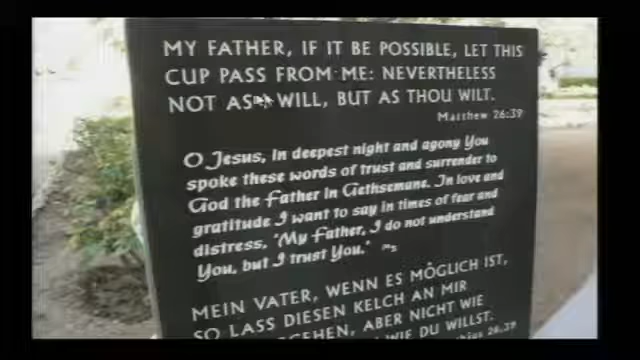 MY FATHER, IF IT BE POSSIBLE, LET THIS
CUP PASS FROM ME: NEVERTHELESS
NOT AS I WILL, BUT AS THOU WILT.
Matthew 26:39
O Jesus, in deepest night and agony You
spoke these words of trust and surrender to
God the Father in Gethsemane. In love and
gratitude I want to say in times of fear and
distress, "My Father, I do not understand
You, but I trust You."
MEIN VATER, WENN ES MÖGLICH IST,
SO LASS DIESEN KELCH AN MIR
ABER NICHT WIE
WIE DU WILLST.
26:39